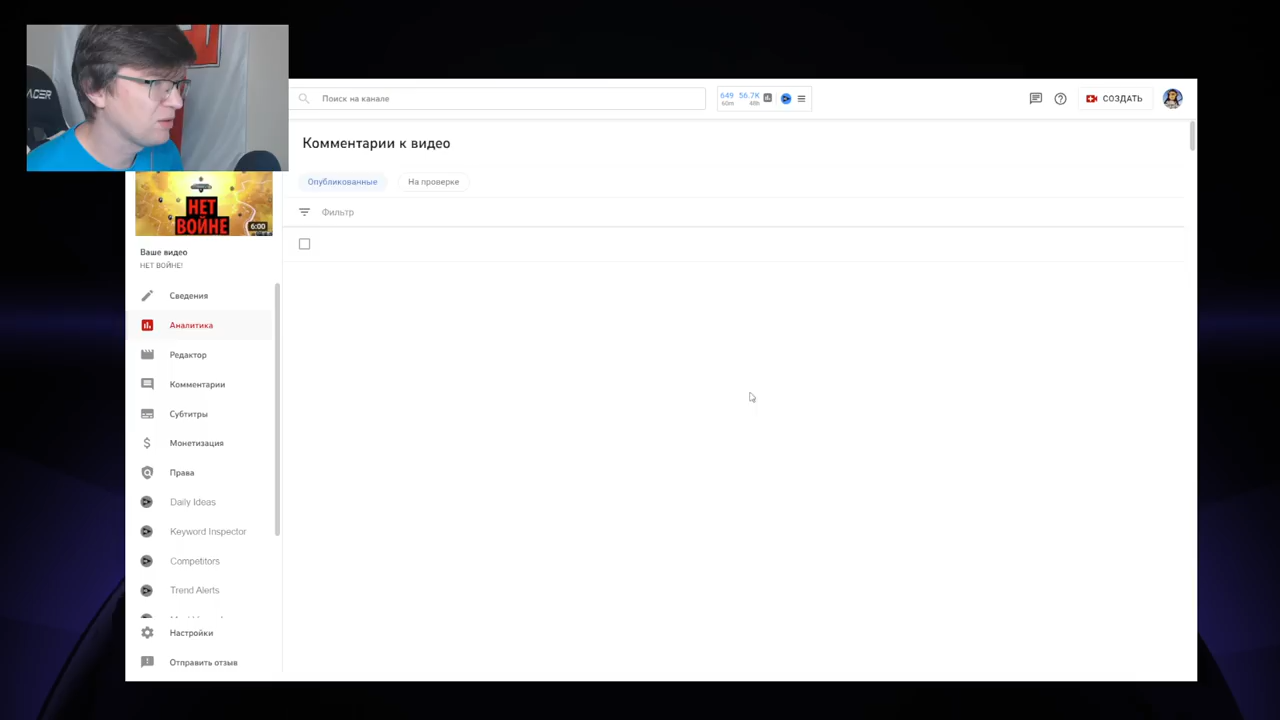 ACER
Поиск на канале
649 56.7K
60m 48h
СОЗДАТЬ
Комментарии к видео
Опубликованные
На проверке
НЕТ
ВОЙНЕ
6:00
Фильтр
Ваше видео
НЕТ ВОЙНЕ!
Сведения
Аналитика
Редактор
Комментарии
Субтитры
Монетизация
Права
Daily Ideas
Keyword Inspector
Competitors
Trend Alerts
Настройки
Отправить отзыв